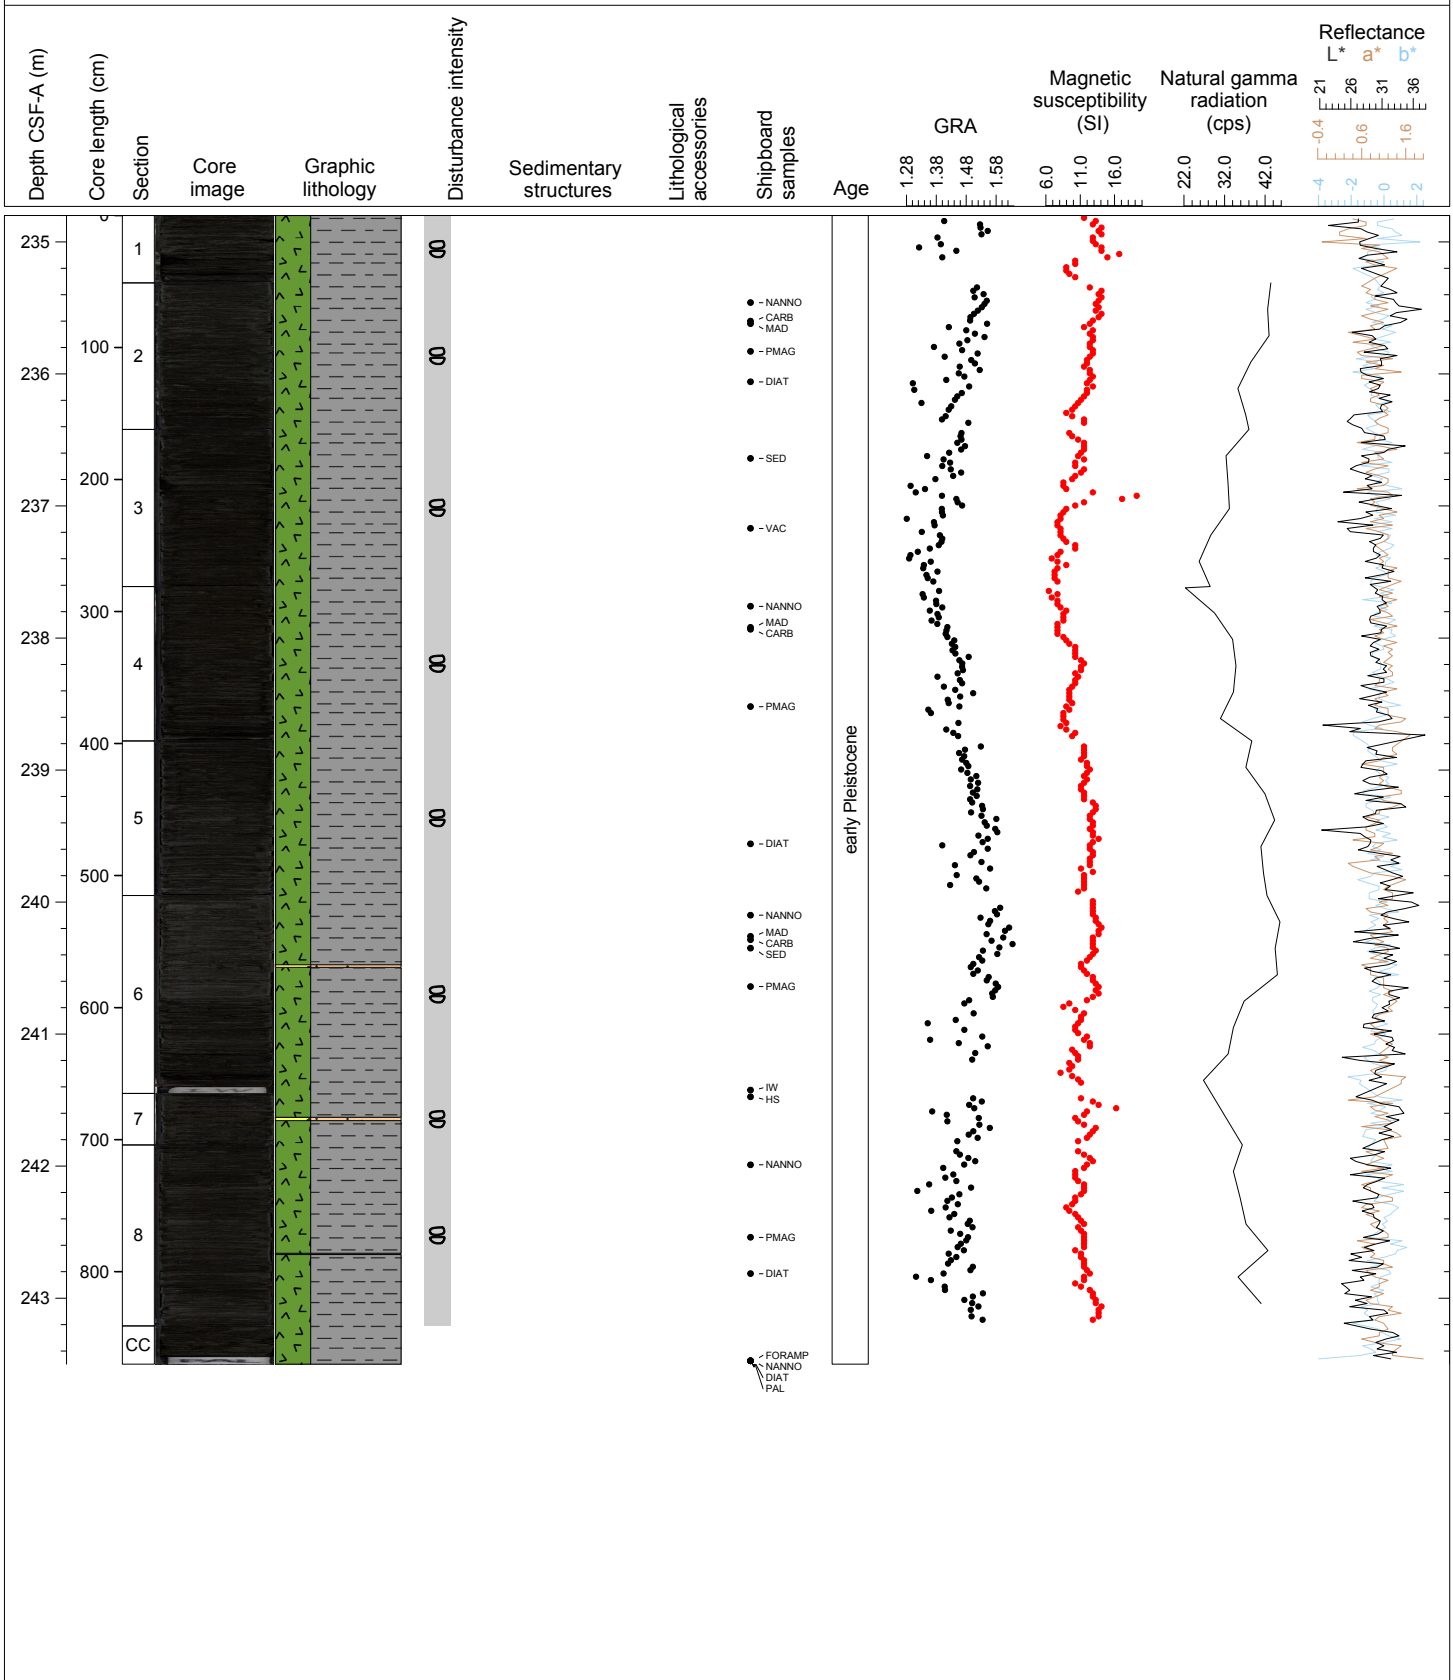 Depth CSF-A (m)
Core length (cm)
Section
Core
image
Graphic
lithology
Disturbance intensity
Sedimentary
structures
Lithological
accessories
Shipboard
samples
Age
GRA
1.28 1.38 1.48 1.58
Magnetic
susceptibility
(SI)
6.0 11.0 16.0
Natural gamma
radiation
(cps)
22.0 32.0 42.0
Reflectance
L* a* b*
21 26 31 36
-0.4 0.6 1.6
-4 -2 0 2
235
236
237
238
239
240
241
242
243
0
100
200
300
400
500
600
700
800
1
2
3
4
5
6
7
8
CC
NANNO
CARB
MAD
PMAG
DIAT
SED
VAC
NANNO
MAD
CARB
PMAG
DIAT
NANNO
MAD
CARB
SED
PMAG
IW
HS
NANNO
PMAG
DIAT
FORAMP
NANNO
DIAT
PAL
early Pleistocene